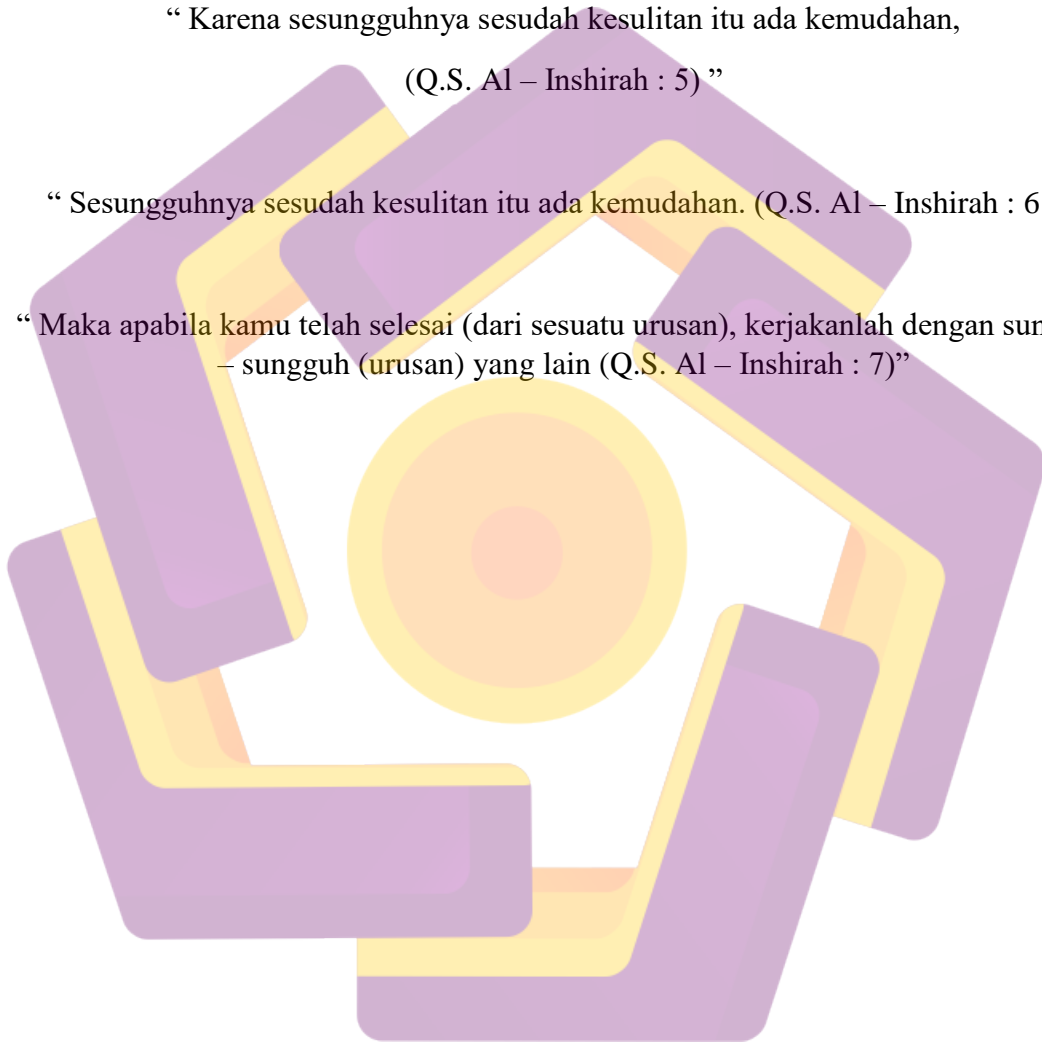 “ Karena sesungguhnya sesudah kesulitan itu ada kemudahan,
(Q.S. Al – Inshirah : 5) ”
“ Sesungguhnya sesudah kesulitan itu ada kemudahan. (Q.S. Al – Inshirah : 6
“ Maka apabila kamu telah selesai (dari sesuatu urusan), kerjakanlah dengan
– sungguh (urusan) yang lain (Q.S. Al – Inshirah : 7)”